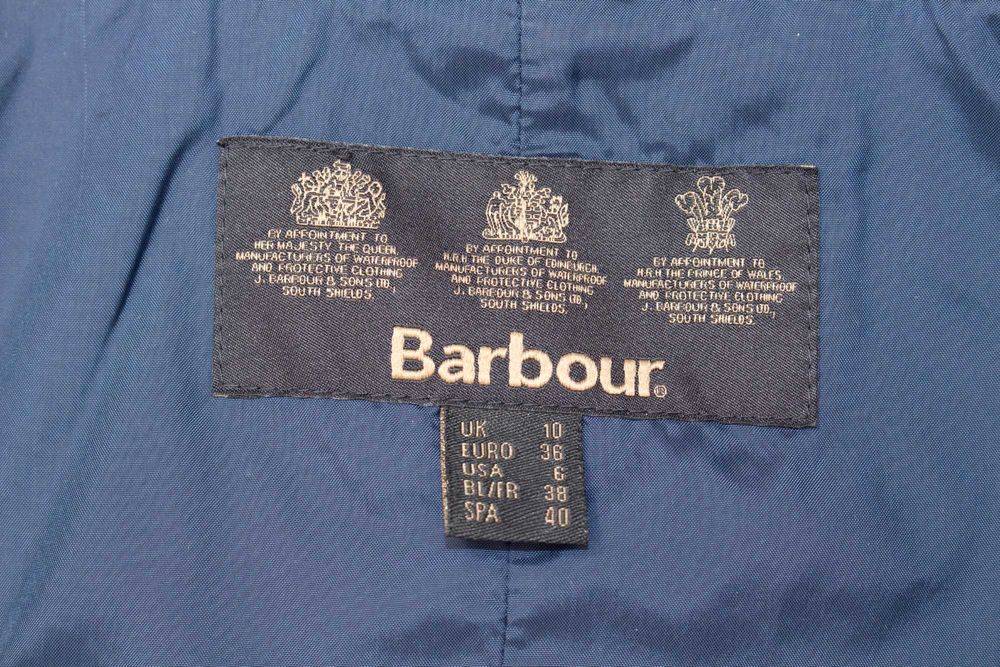 BY APPOINTMENT TO
HER MAJESTY THE QUEEN
MANUFACTURERS OF WATERPROOF
AND PROTECTIVE CLOTHING
J. BARBOUR & SONS LTD.,
SOUTH SHIELDS.
BY APPOINTMENT TO
H.R.H. THE DUKE OF EDINBURGH
MANUFACTURERS OF WATERPROOF
AND PROTECTIVE CLOTHING
J. BARBOUR & SONS LTD.,
SOUTH SHIELDS.
BY APPOINTMENT TO
H.R.H. THE PRINCE OF WALES
MANUFACTURERS OF WATERPROOF
AND PROTECTIVE CLOTHING
J. BARBOUR & SONS LTD.,
SOUTH SHIELDS.
Barbour®
UK 10
EURO 36
USA 6
BL/FR 38
SPA 40